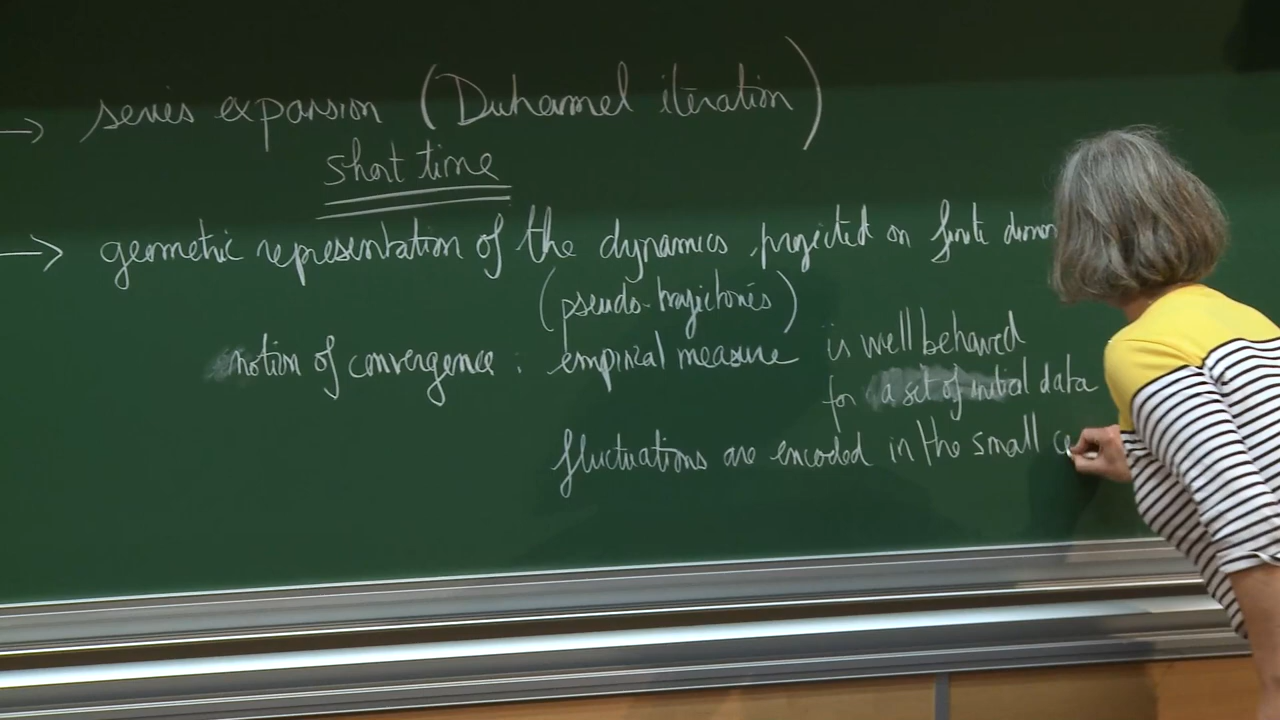 → series expansion (Duhamel iteration)
short time
→ geometric representation of the dynamics projected on finite dimen
(pseudo-trajectories)
notion of convergence : empirical measure is well behaved
for a set of initial data
fluctuations are encoded in the small